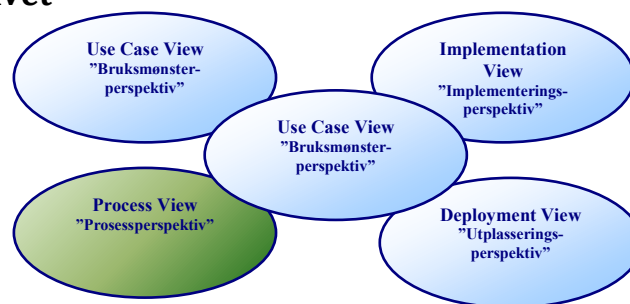 Use Case View
”Bruksmønster-
perspektiv”
Implementation
View
”Implementerings-
perspektiv”
Use Case View
”Bruksmønster-
perspektiv”
Process View
”Prosessperspektiv”
Deployment View
”Utplasserings-
perspektiv”